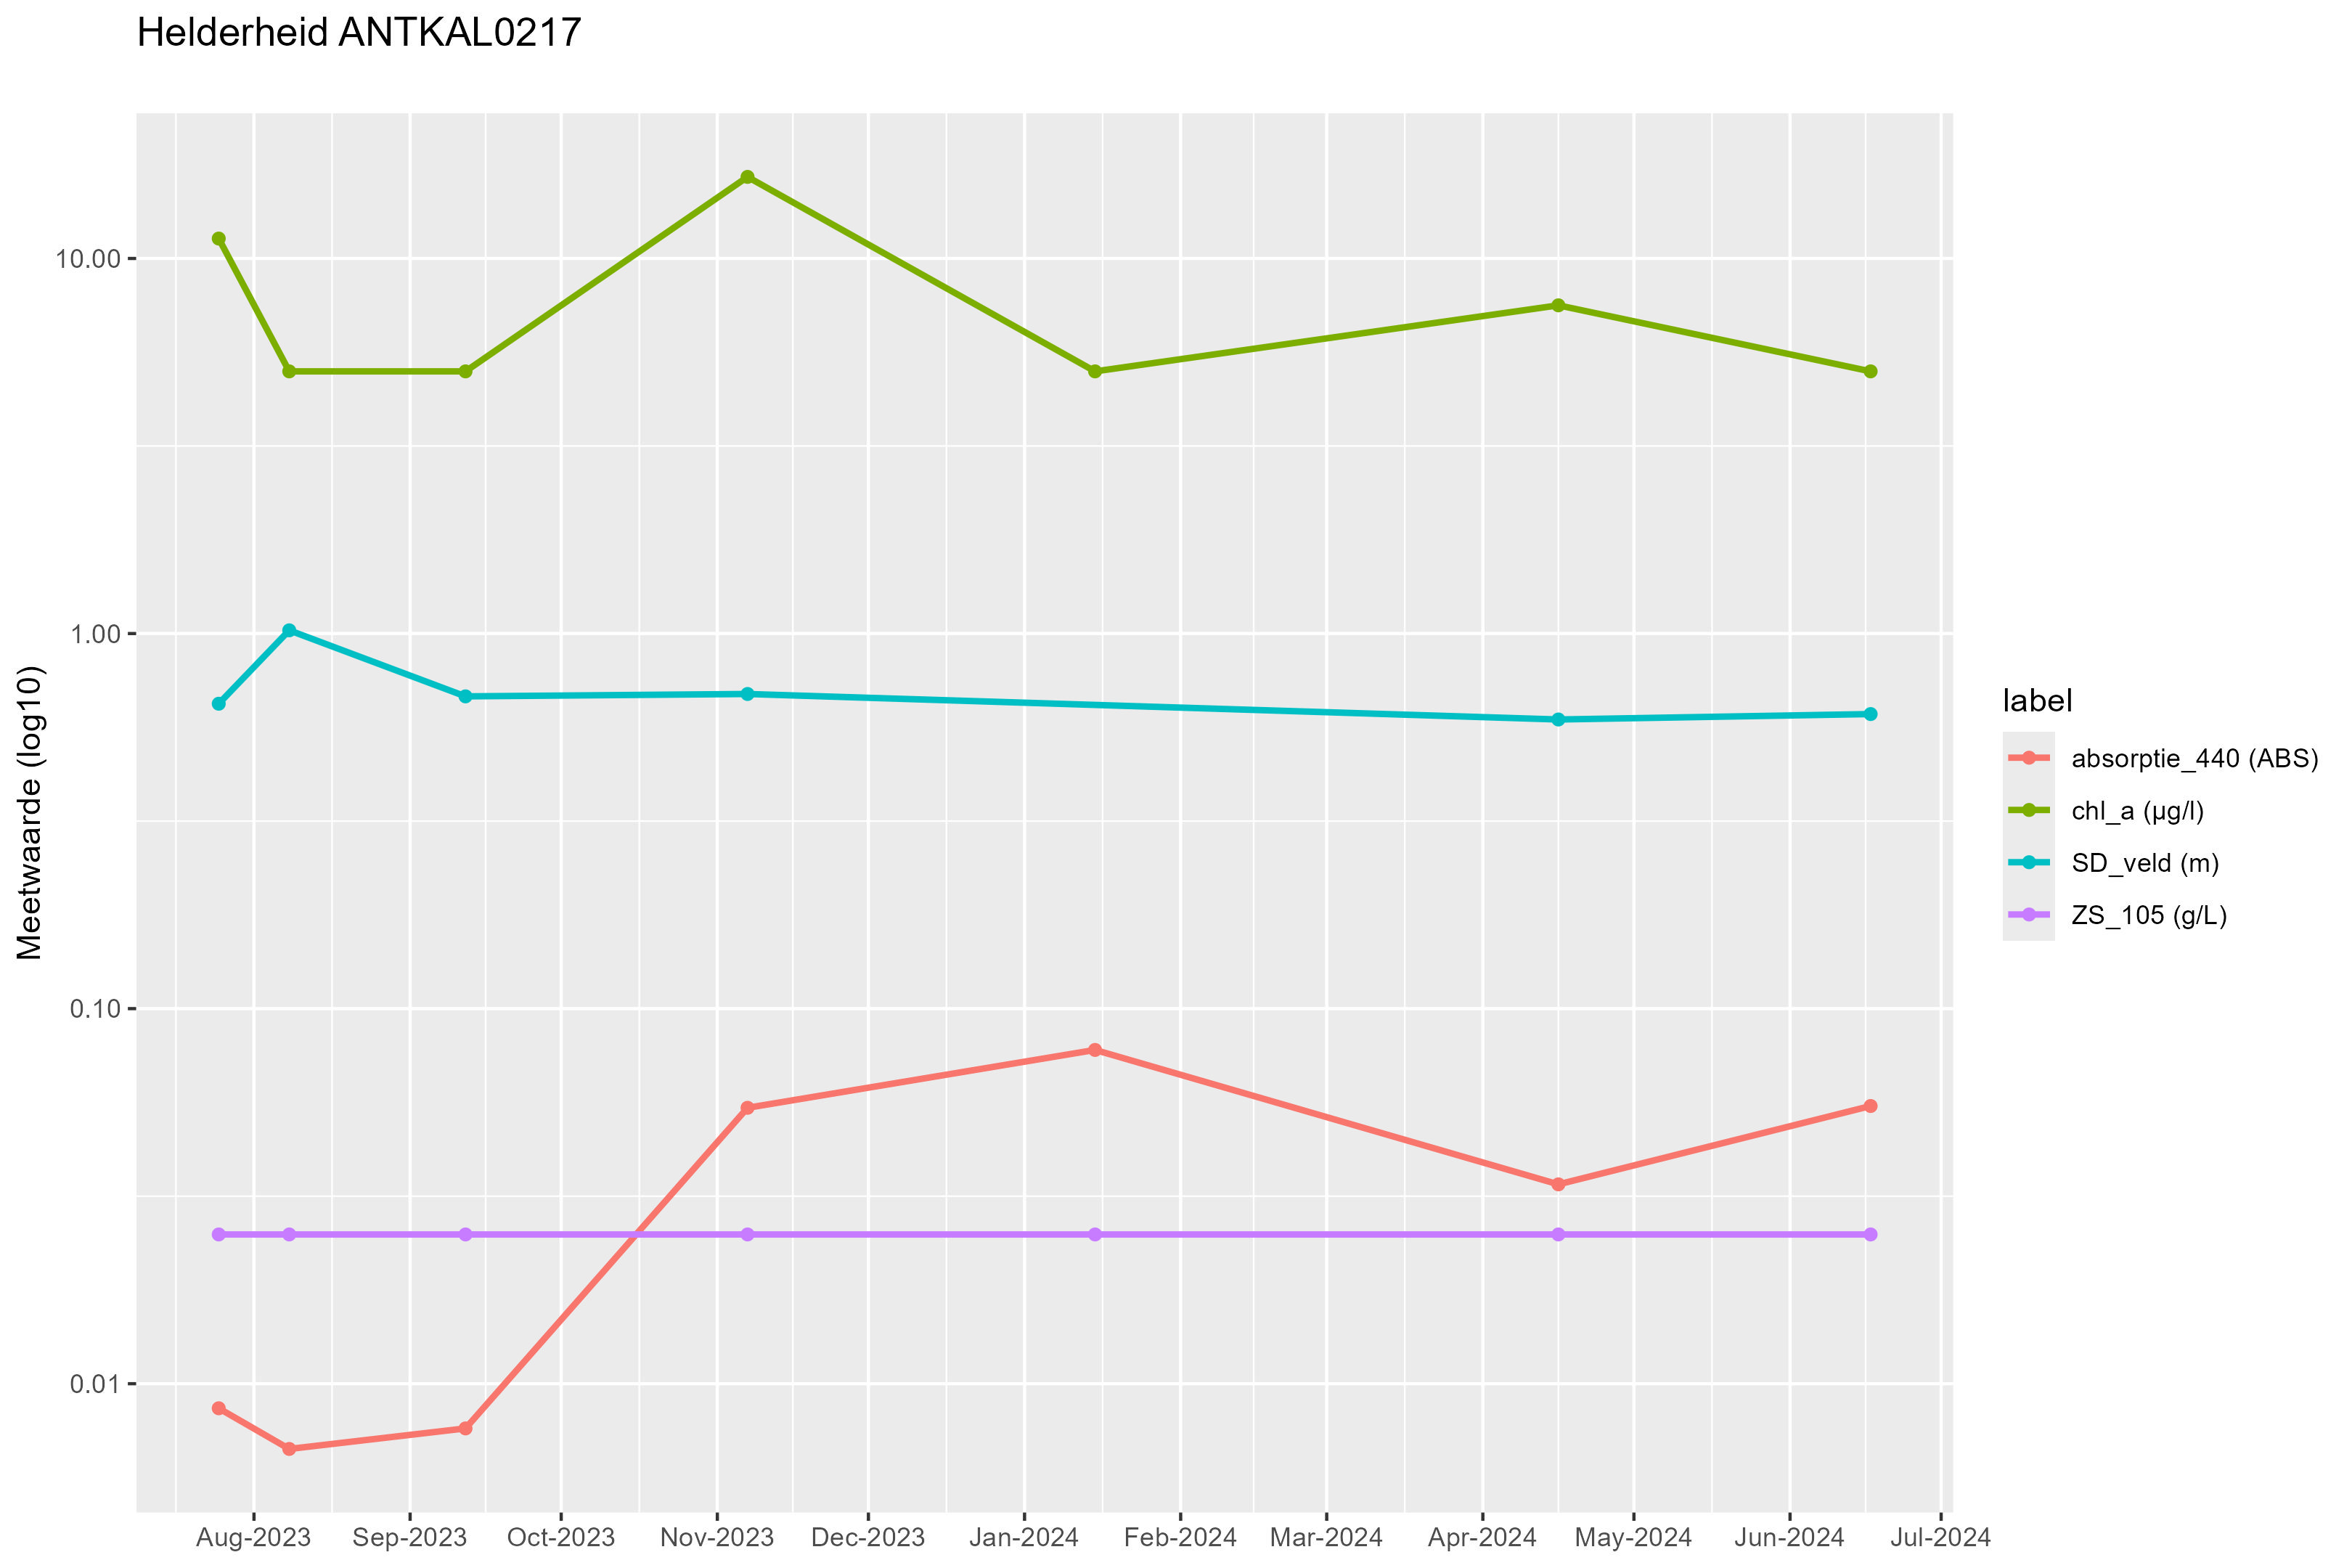 Helderheid ANTKAL0217
Meetwaarde (log10)
10.00
1.00
0.10
0.01
Aug-2023
Sep-2023
Oct-2023
Nov-2023
Dec-2023
Jan-2024
Feb-2024
Mar-2024
Apr-2024
May-2024
Jun-2024
Jul-2024
label
absorptie_440 (ABS)
chl_a (µg/l)
SD_veld (m)
ZS_105 (g/L)